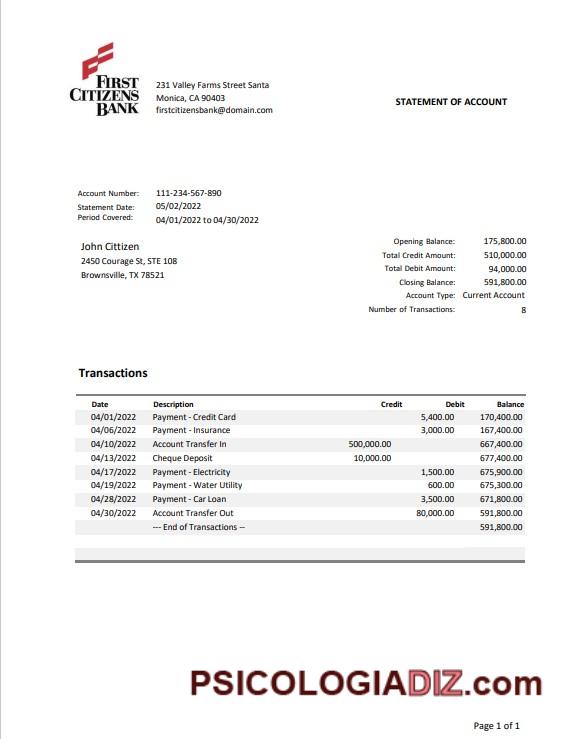 FIRST
CITIZENS
BANK
231 Valley Farms Street Santa
Monica, CA 90403
firstcitizensbank@domain.com
STATEMENT OF ACCOUNT
Account Number: 111-234-567-890
Statement Date: 05/02/2022
Period Covered: 04/01/2022 to 04/30/2022
John Cittizen
2450 Courage St, STE 108
Brownsville, TX 78521
Opening Balance: 175,800.00
Total Credit Amount: 510,000.00
Total Debit Amount: 94,000.00
Closing Balance: 591,800.00
Account Type: Current Account
Number of Transactions: 8
Transactions
Date Description Credit Debit Balance
04/01/2022 Payment - Credit Card 5,400.00 170,400.00
04/06/2022 Payment - Insurance 3,000.00 167,400.00
04/10/2022 Account Transfer In 500,000.00 667,400.00
04/13/2022 Cheque Deposit 10,000.00 677,400.00
04/17/2022 Payment - Electricity 1,500.00 675,900.00
04/19/2022 Payment - Water Utility 600.00 675,300.00
04/28/2022 Payment - Car Loan 3,500.00 671,800.00
04/30/2022 Account Transfer Out 80,000.00 591,800.00
--- End of Transactions -- 591,800.00
PSICOLOGIADIZ.com
Page 1 of 1